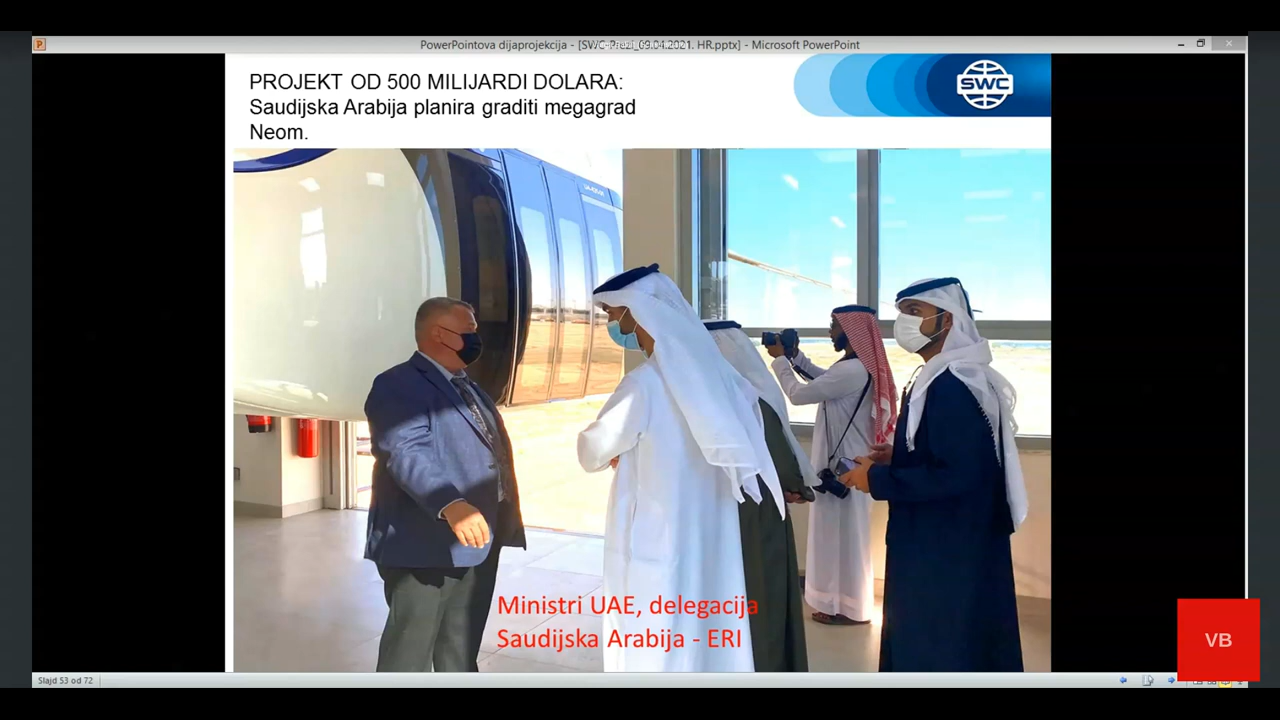 PowerPointova dijaprojekcija - [SWC Prezi_09.04.2021. HR.pptx] - Microsoft PowerPoint
PROJEKT OD 500 MILIJARDI DOLARA:
Saudijska Arabija planira graditi megagrad
Neom.
SWC
Ministri UAE, delegacija
Saudijska Arabija - ERI
VB
Slajd 53 od 72